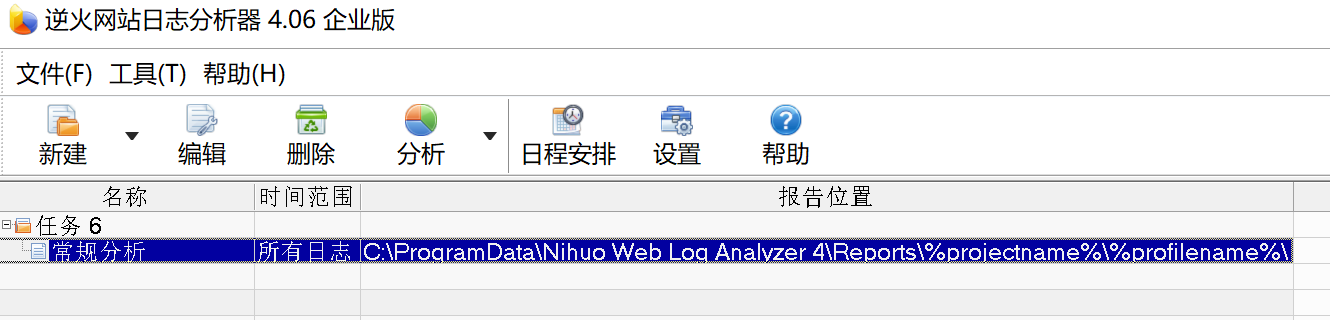 逆火网站日志分析器 4.06 企业版
文件(F) 工具(T) 帮助(H)
新建 编辑 删除 分析 日程安排 设置 帮助
名称 时间范围 报告位置
任务 6
常规分析 所有日志 C:\ProgramData\Nihuo Web Log Analyzer 4\Reports\%projectname%\%profilename%\